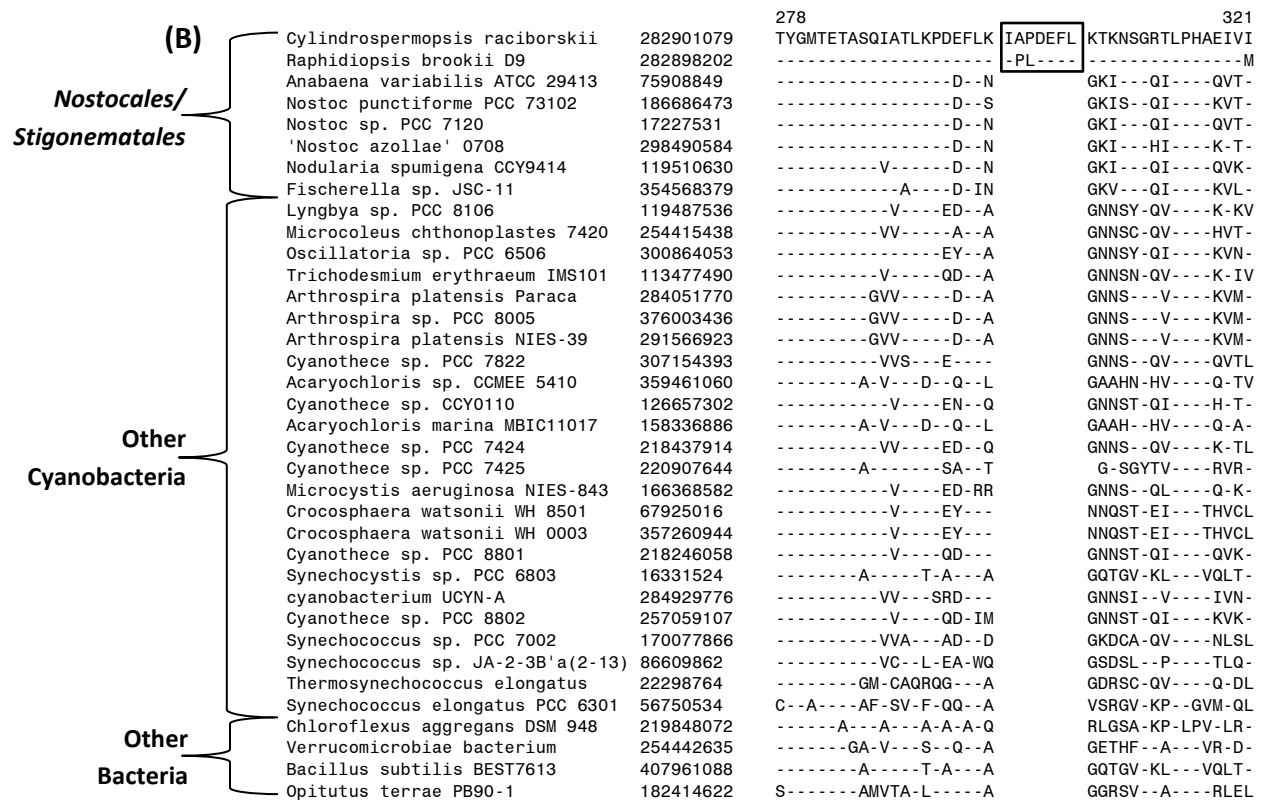 278 321
(B) Cylindrospermopsis raciborskii 282901079 TYGMTETASQIATLKPDEFLK IAPDEFL KTKNSGRTLPHAEIVI
Raphidiopsis brookii D9 282898202 --------------------- -PL---- ---------------M
Anabaena variabilis ATCC 29413 75908849 -----------------D--N GKI---QI----QVT-
Nostoc punctiforme PCC 73102 186686473 -----------------D--S GKIS--QI----KVT-
Nostoc sp. PCC 7120 17227531 -----------------D--N GKI---QI----QVT-
'Nostoc azollae' 0708 298490584 -----------------D--N GKI---HI----K-T-
Nodularia spumigena CCY9414 119510630 ----------V------D--N GKI---QI----QVK-
Fischerella sp. JSC-11 354568379 ------------A----D-IN GKV---QI----KVL-
Lyngbya sp. PCC 8106 119487536 -----------V----ED--A GNNSY-QV----K-KV
Microcoleus chthonoplastes 7420 254415438 ----------VV-----A--A GNNSC-QV----HVT-
Oscillatoria sp. PCC 6506 300864053 ----------------EY--A GNNSY-QI----KVN-
Trichodesmium erythraeum IMS101 113477490 ----------V-----QD--A GNNSN-QV----K-IV
Arthrospira platensis Paraca 284051770 ---------GVV-----D--A GNNS---V----KVM-
Arthrospira sp. PCC 8005 376003436 ---------GVV-----D--A GNNS---V----KVM-
Arthrospira platensis NIES-39 291566923 ---------GVV-----D--A GNNS---V----KVM-
Cyanothece sp. PCC 7822 307154393 ----------VVS---E---- GNNS--QV----QVTL
Acaryochloris sp. CCMEE 5410 359461060 --------A-V---D--Q--L GAAHN-HV----Q-TV
Cyanothece sp. CCY0110 126657302 -----------V----EN--Q GNNST-QI----H-T-
Acaryochloris marina MBIC11017 158336886 --------A-V---D--Q--L GAAH--HV----Q-A-
Cyanothece sp. PCC 7424 218437914 ----------VV----ED--Q GNNS--QV----K-TL
Cyanothece sp. PCC 7425 220907644 --------A-------SA--T G-SGYTV----RVR-
Microcystis aeruginosa NIES-843 166368582 -----------V----ED-RR GNNS--QL----Q-K-
Crocosphaera watsonii WH 8501 67925016 -----------V----EY--- NNQST-EI---THVCL
Crocosphaera watsonii WH 0003 357260944 -----------V----EY--- NNQST-EI---THVCL
Cyanothece sp. PCC 8801 218246058 -----------V----QD--- GNNST-QI----QVK-
Synechocystis sp. PCC 6803 16331524 --------A-----T-A---A GQTGV-KL---VQLT-
cyanobacterium UCYN-A 284929776 ----------VV---SRD--- GNNSI--V----IVN-
Cyanothece sp. PCC 8802 257059107 -----------V----QD-IM GNNST-QI----KVK-
Synechococcus sp. PCC 7002 170077866 ----------VVA---AD--D GKDCA-QV----NLSL
Synechococcus sp. JA-2-3B'a(2-13) 86609862 ----------VC--L-EA-WQ GSDSL--P----TLQ-
Thermosynechococcus elongatus 22298764 --------GM-CAQRQG---A GDRSC-QV----Q-DL
Synechococcus elongatus PCC 6301 56750534 C--A----AF-SV-F-QQ--A VSRGV-KP--GVM-QL
Chloroflexus aggregans DSM 948 219848072 ------A---A---A-A-A-Q RLGSA-KP-LPV-LR-
Verrucomicrobiae bacterium 254442635 -------GA-V---S--Q--A GETHF--A---VR-D-
Bacillus subtilis BEST7613 407961088 --------A-----T-A---A GQTGV-KL---VQLT-
Opitutus terrae PB90-1 182414622 S-------AMVTA-L-----A GGRSV--A----RLEL
Nostocales/
Stigonematales
Other
Cyanobacteria
Other
Bacteria